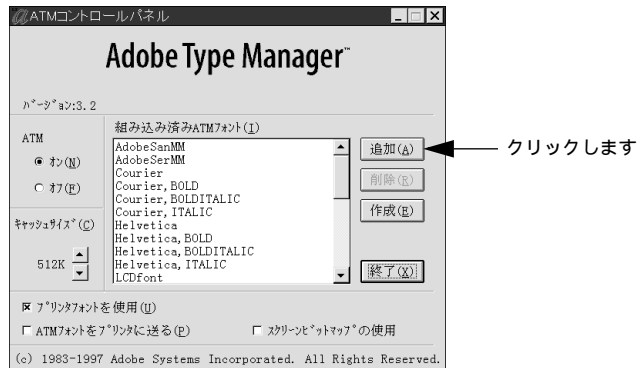 ATMコントロールパネル
Adobe Type Manager™
ﾊﾞｰｼﾞｮﾝ:3.2
ATM
オン(N)
ｵﾌ(F)
ｷｬｯｼｭｻｲｽﾞ(C)
512K
組み込み済みATMﾌｫﾝﾄ(I)
AdobeSanMM
AdobeSerMM
Courier
Courier,BOLD
Courier,BOLDITALIC
Courier,ITALIC
Helvetica
Helvetica,BOLD
Helvetica,BOLDITALIC
Helvetica,ITALIC
LCDfont
追加(A)
クリックします
削除(R)
作成(E)
終了(X)
ﾌﾟﾘﾝﾀﾌｫﾝﾄを使用(U)
ATMﾌｫﾝﾄをﾌﾟﾘﾝﾀに送る(P)
ｽｸﾘｰﾝﾋﾞｯﾄﾏｯﾌﾟの使用
(c) 1983-1997 Adobe Systems Incorporated. All Rights Reserved.